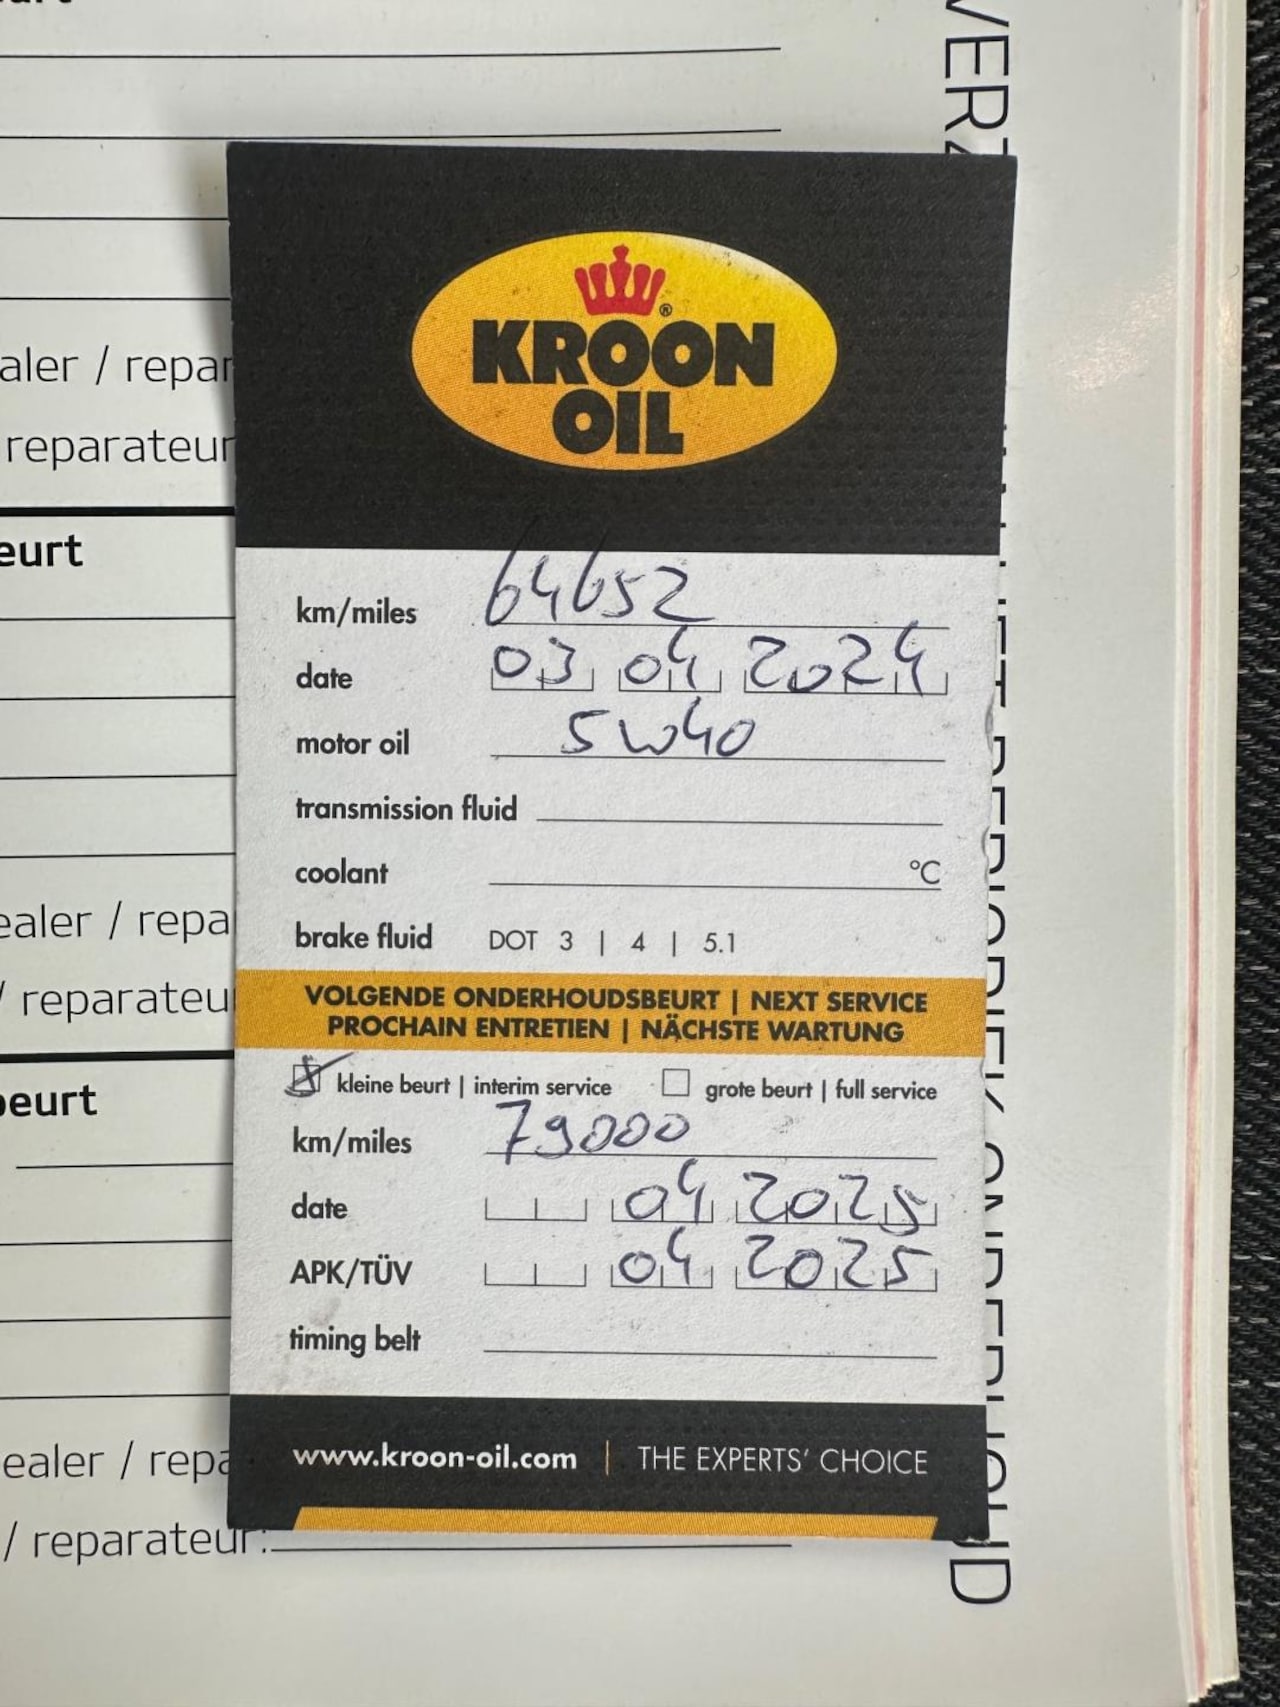 VERZ
aler / repar
reparateur
eurt
KROON
OIL
®
km/miles 64652
date 03 04 2024
motor oil 5w40
transmission fluid
coolant °C
brake fluid DOT 3 | 4 | 5.1
ealer / repa
/ reparateu
VOLGENDE ONDERHOUDSBEURT | NEXT SERVICE
PROCHAIN ENTRETIEN | NÄCHSTE WARTUNG
kleine beurt | interim service grote beurt | full service
beurt
km/miles 79000
date 04 2025
APK/TÜV 04 2025
timing belt
www.kroon-oil.com | THE EXPERTS' CHOICE
ealer / repa
/ reparateur: